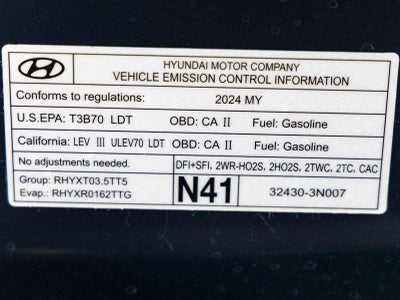 HYUNDAI MOTOR COMPANY
VEHICLE EMISSION CONTROL INFORMATION
Conforms to regulations: 2024 MY
U.S.EPA: T3B70 LDT OBD: CA II Fuel: Gasoline
California: LEV III ULEV70 LDT OBD: CA II Fuel: Gasoline
No adjustments needed. DFI+SFI, 2WR-HO2S, 2HO2S, 2TWC, 2TC, CAC
Group: RHYXT03.5TT5
Evap.: RHYXR0162TTG
N41
32430-3N007